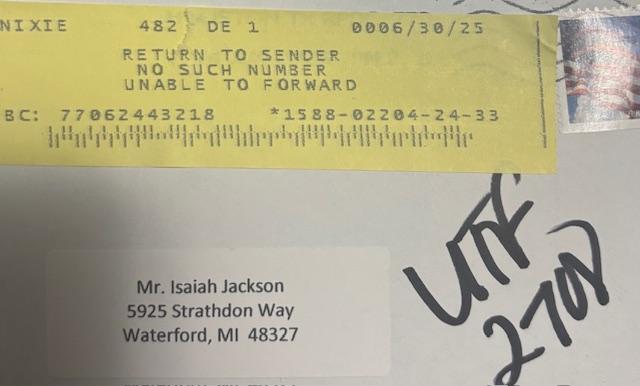 NIXIE 482 DE 1 0006/30/25
RETURN TO SENDER
NO SUCH NUMBER
UNABLE TO FORWARD
BC: 77062443218 *1588-02204-24-33
Mr. Isaiah Jackson
5925 Strathdon Way
Waterford, MI 48327
UTF